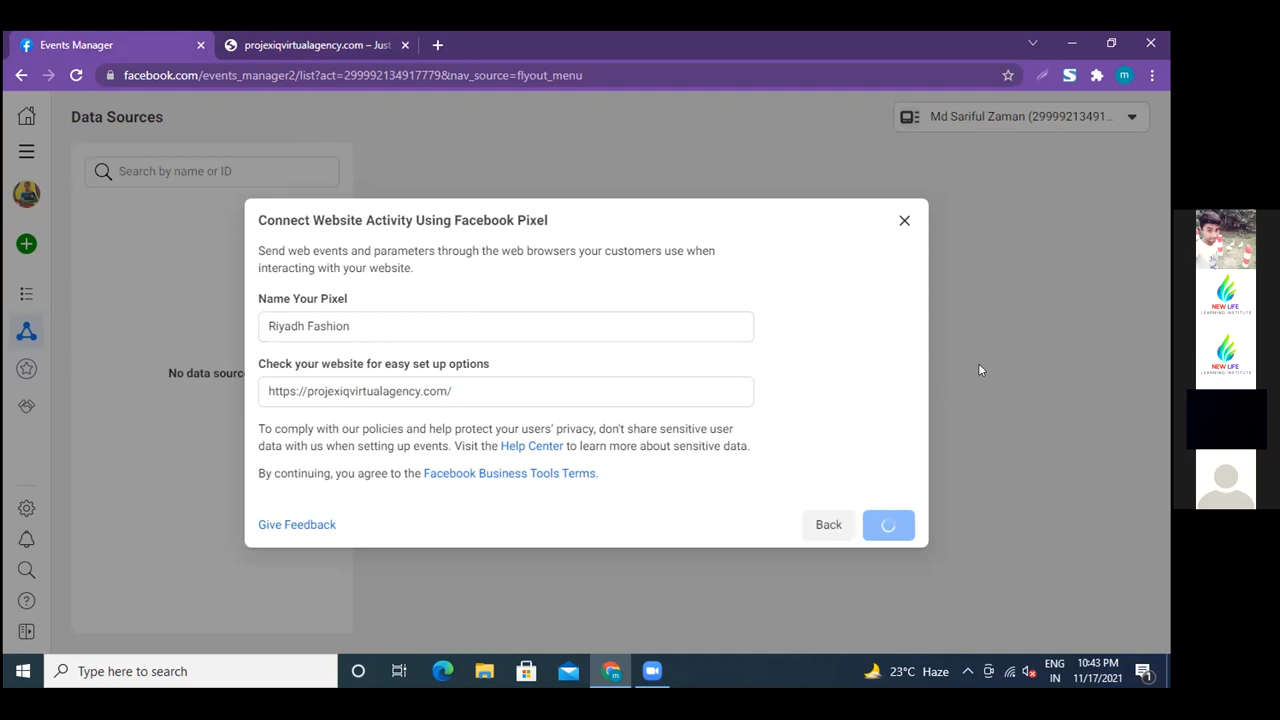 Events Manager
projexiqvirtualagency.com – Just
facebook.com/events_manager2/list?act=299992134917779&nav_source=flyout_menu
m
Data Sources
Md Sariful Zaman (29999213491...
Search by name or ID
No data sourc
Connect Website Activity Using Facebook Pixel
Send web events and parameters through the web browsers your customers use when
interacting with your website.
Name Your Pixel
Riyadh Fashion
Check your website for easy set up options
https://projexiqvirtualagency.com/
To comply with our policies and help protect your users’ privacy, don't share sensitive user
data with us when setting up events. Visit the Help Center to learn more about sensitive data.
By continuing, you agree to the Facebook Business Tools Terms.
Give Feedback
Back
NEW LIFE
LEARNING INSTITUTE
NEW LIFE
LEARNING INSTITUTE
Type here to search
23°C Haze
ENG
IN
10:43 PM
11/17/2021
1